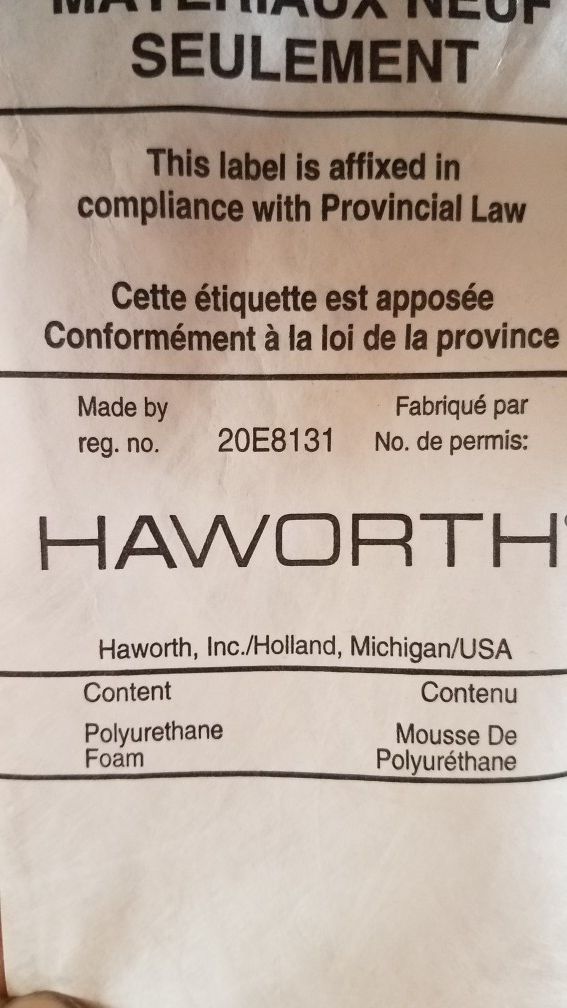 MATÉRIAUX NEUF
SEULEMENT
This label is affixed in
compliance with Provincial Law
Cette étiquette est apposée
Conformément à la loi de la province
Made by Fabriqué par
reg. no. 20E8131 No. de permis:
HAWORTH
Haworth, Inc./Holland, Michigan/USA
Content Contenu
Polyurethane Mousse De
Foam Polyuréthane